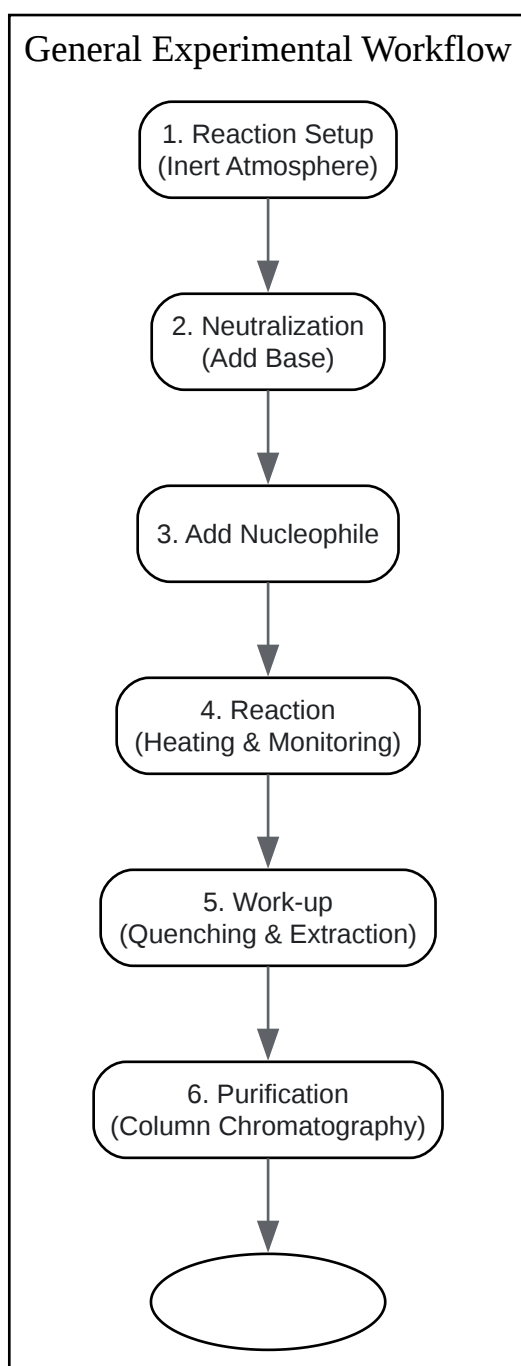 General Experimental Workflow
1. Reaction Setup
(Inert Atmosphere)
2. Neutralization
(Add Base)
3. Add Nucleophile
4. Reaction
(Heating & Monitoring)
5. Work-up
(Quenching & Extraction)
6. Purification
(Column Chromatography)